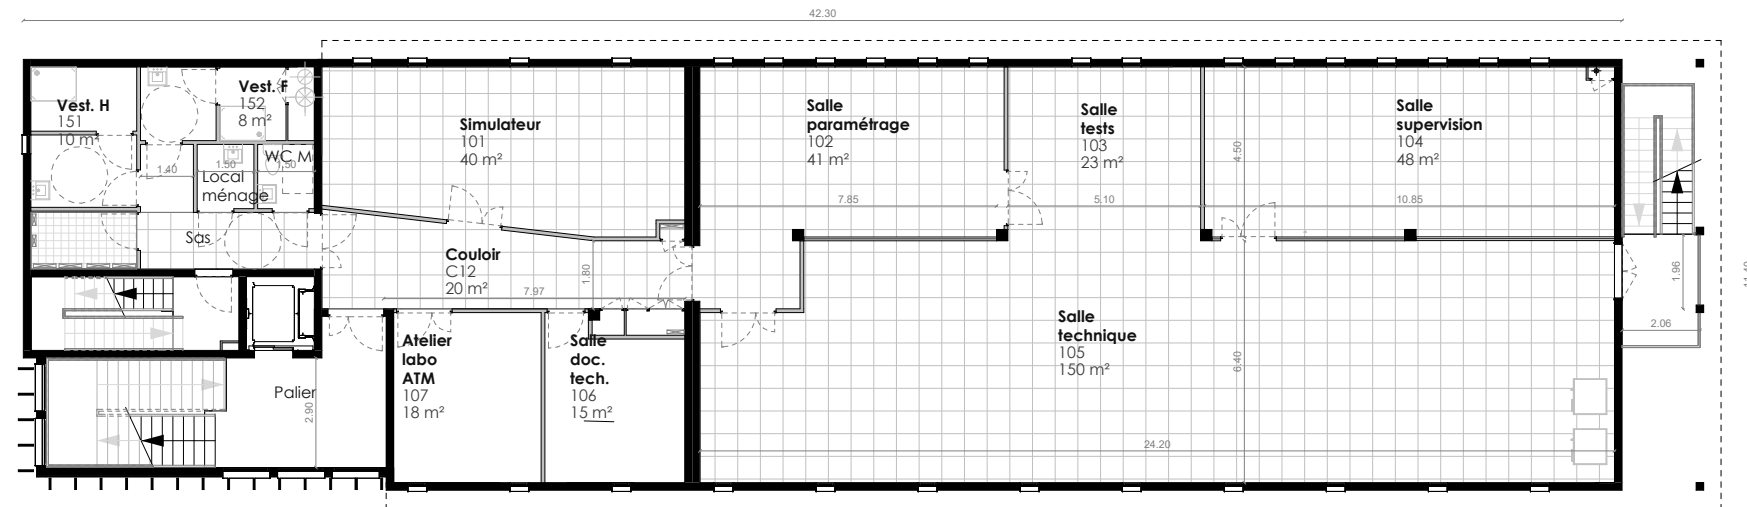 42.30
Vest. H
151
10 m²
Vest. F
152
8 m²
WC M
1.50
1.50
1.40
Local
ménage
Sas
Simulateur
101
40 m²
Couloir
C12
20 m²
7.97
1.80
Salle
paramétrage
102
41 m²
7.85
Salle
tests
103
23 m²
5.10
4.50
Salle
supervision
104
48 m²
10.85
1.96
2.06
Salle
technique
105
150 m²
6.40
24.20
Atelier
labo
ATM
107
18 m²
Salle
doc.
tech.
106
15 m²
Palier
2.90